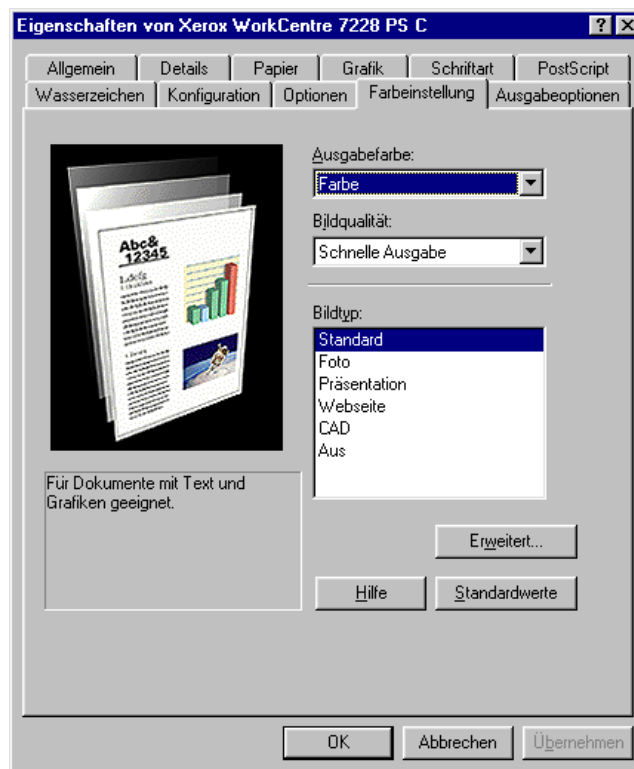 Eigenschaften von Xerox WorkCentre 7228 PS C
Allgemein Details Papier Grafik Schriftart PostScript
Wasserzeichen Konfiguration Optionen Farbeinstellung Ausgabeoptionen
Ausgabefarbe:
Farbe
Bildqualität:
Schnelle Ausgabe
Abc&
12345
Bildtyp:
Standard
Foto
Präsentation
Webseite
CAD
Aus
Für Dokumente mit Text und
Grafiken geeignet.
Erweitert...
Hilfe Standardwerte
OK Abbrechen Übernehmen